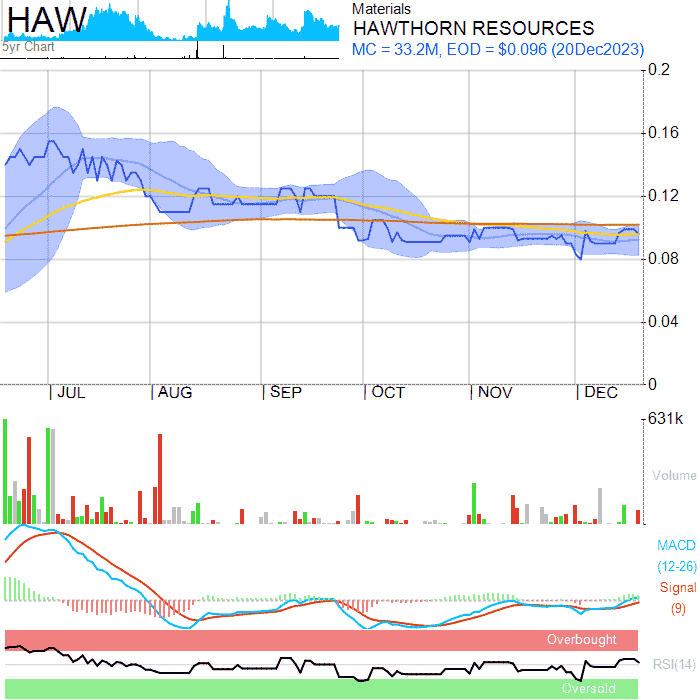 HAW
5yr Chart
Materials
HAWTHORN RESOURCES
MC = 33.2M, EOD = $0.096 (20Dec2023)
0.2
0.16
0.12
0.08
0.04
0
JUL
AUG
SEP
OCT
NOV
DEC
631k
Volume
MACD
(12-26)
Signal
(9)
Overbought
RSI(14)
Oversold